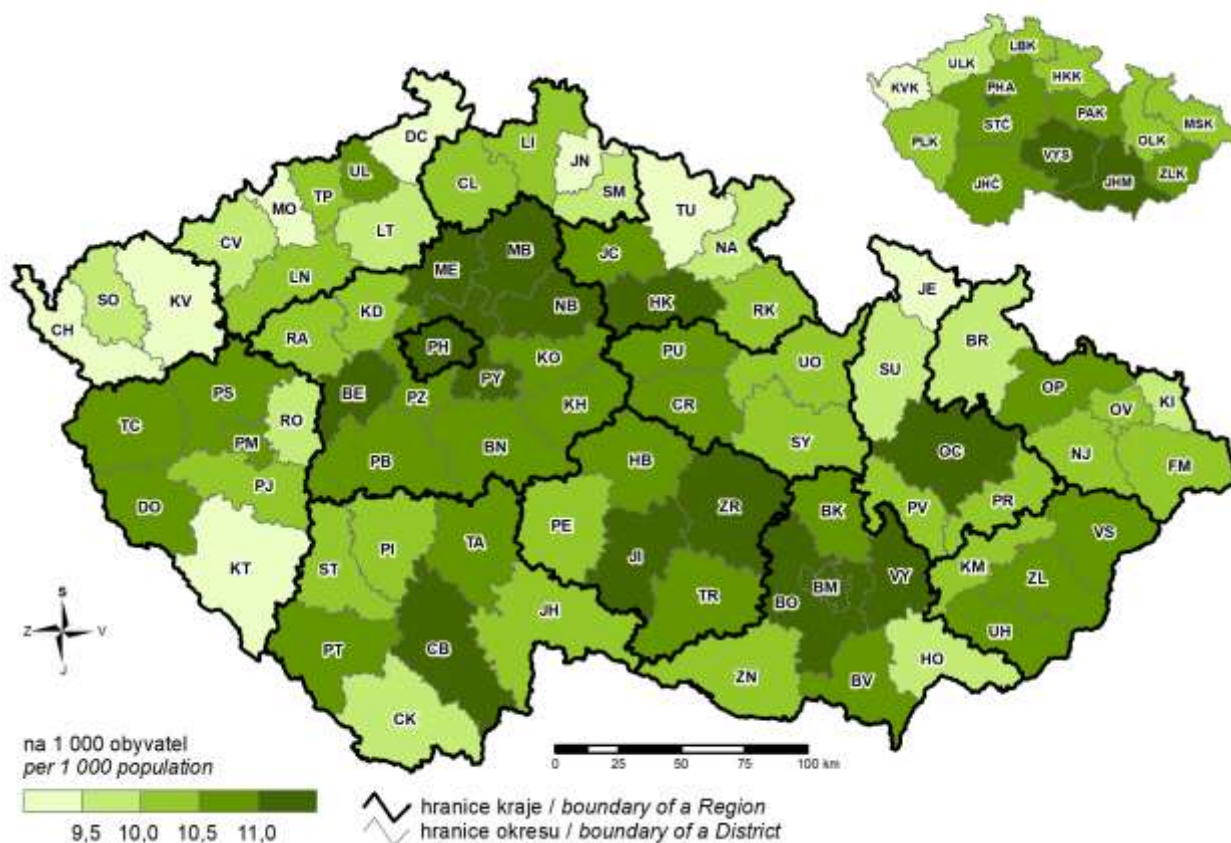 DC
LI
JN
UL
TP
CL
SM
MO
TU
LT
CV
NA
MB
JC
ME
LN
SO
KV
JE
NB
HK
KD
RK
CH
RA
BR
PH
KO
PU
UO
SU
OP
PS
BE
PY
PZ
KI
OV
RO
TC
KH
CR
PM
BN
SY
OC
NJ
FM
PB
HB
PJ
DO
PR
PV
ZR
BK
PE
VS
TA
PI
JI
KM
KT
ST
VY
ZL
BM
TR
BO
JH
UH
PT
CB
HO
ZN
BV
CK
LBK
ULK
HKK
KVK
PHA
PAK
STČ
MSK
PLK
OLK
VYS
ZLK
JHM
JHČ
S
Z V
J
na 1 000 obyvatel
per 1 000 population
9,5 10,0 10,5 11,0
0 25 50 75 100 km
hranice kraje / boundary of a Region
hranice okresu / boundary of a District